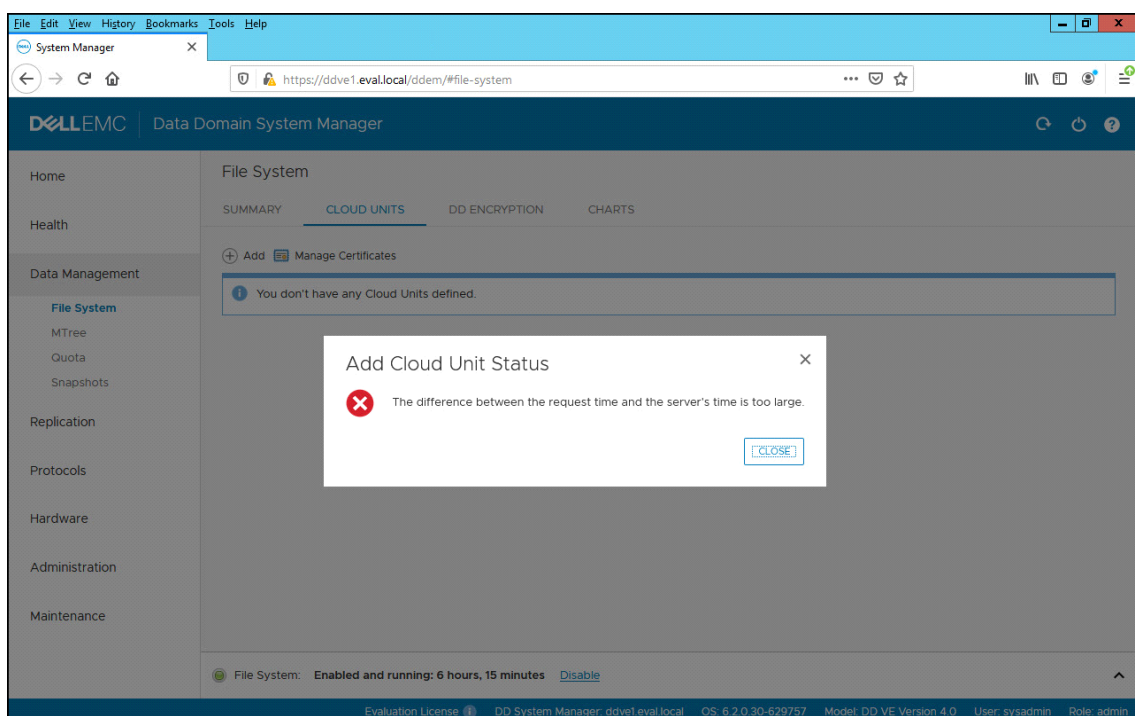 File Edit View History Bookmarks Tools Help
System Manager
https://ddve1.eval.local/ddem/#file-system
DELLEMC Data Domain System Manager
Home
Health
Data Management
File System
MTree
Quota
Snapshots
Replication
Protocols
Hardware
Administration
Maintenance
File System
SUMMARY CLOUD UNITS DD ENCRYPTION CHARTS
Add Manage Certificates
You don't have any Cloud Units defined.
Add Cloud Unit Status
The difference between the request time and the server's time is too large.
CLOSE
File System: Enabled and running: 6 hours, 15 minutes Disable
Evaluation License DD System Manager: ddve1.eval.local OS: 6.2.0.30-629757 Model: DD VE Version 4.0 User: sysadmin Role: admin